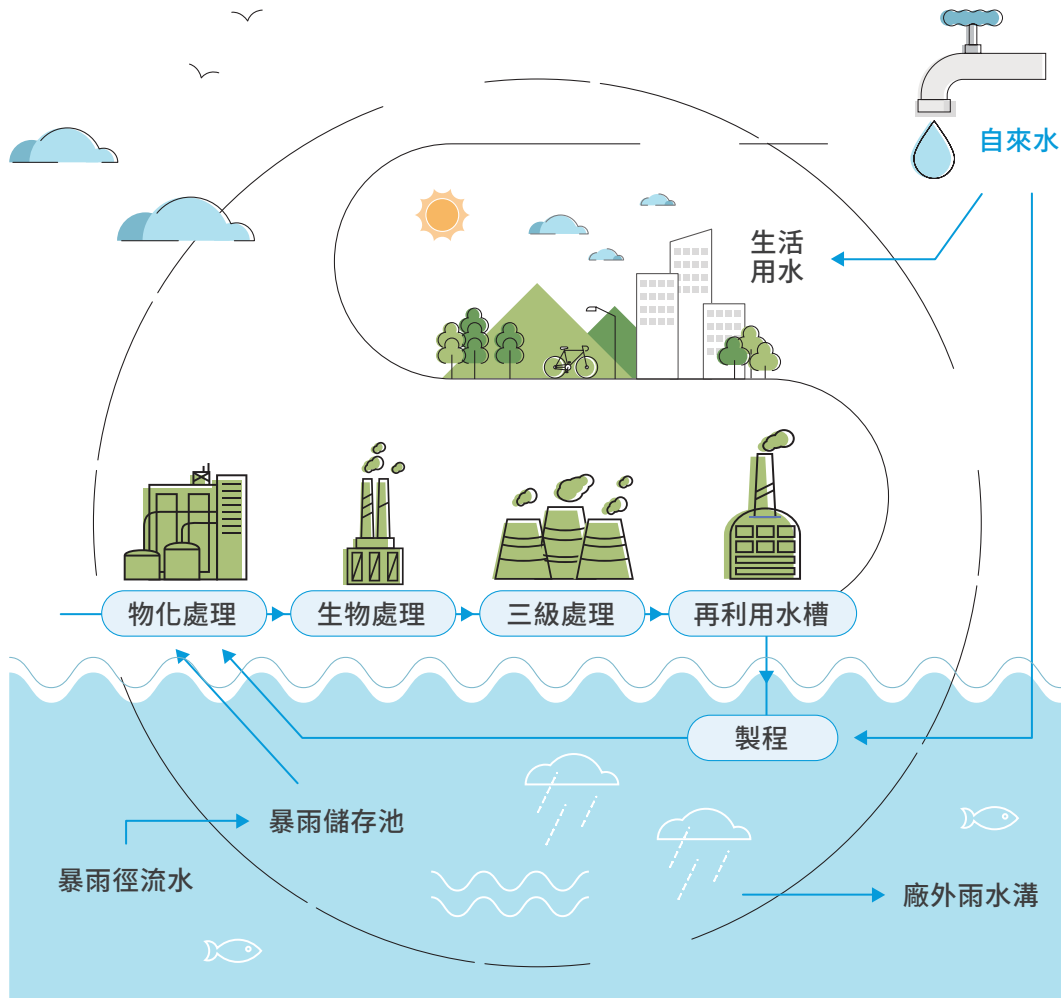 自來水
生活
用水
物化處理
生物處理
三級處理
再利用水槽
製程
暴雨儲存池
暴雨徑流水
廠外雨水溝